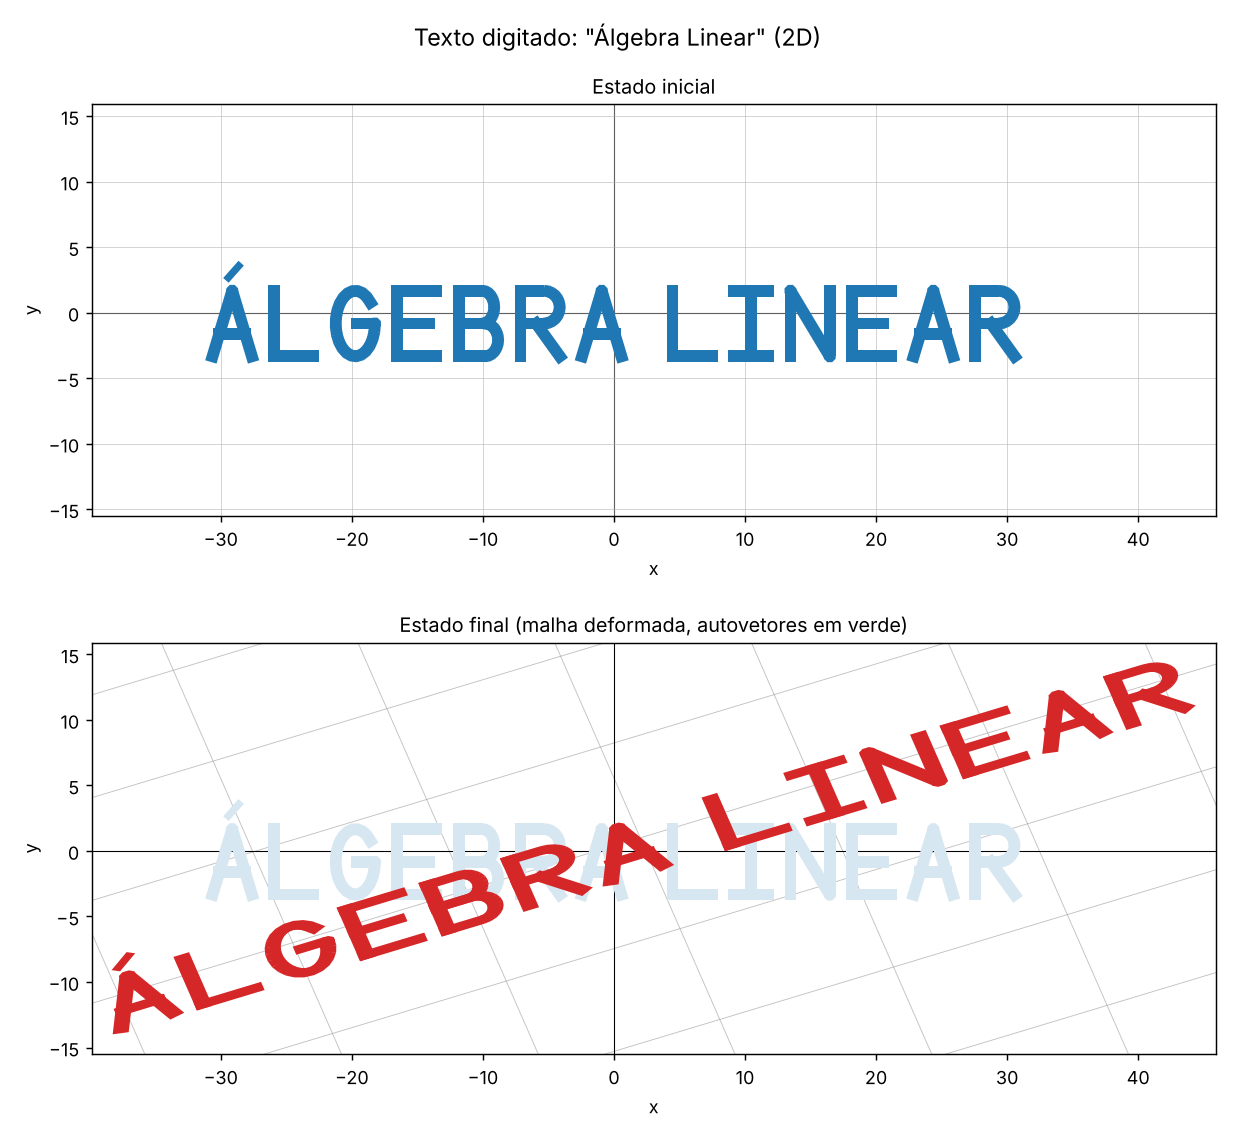 Texto digitado: "Álgebra Linear" (2D)
Estado inicial
15
10
5
0
−5
−10
−15
y
ÁLGEBRA LINEAR
−30 −20 −10 0 10 20 30 40
x
Estado final (malha deformada, autovetores em verde)
15
10
5
0
−5
−10
−15
y
ÁLGEBRA LINEAR
ÁLGEBRA LINEAR
−30 −20 −10 0 10 20 30 40
x